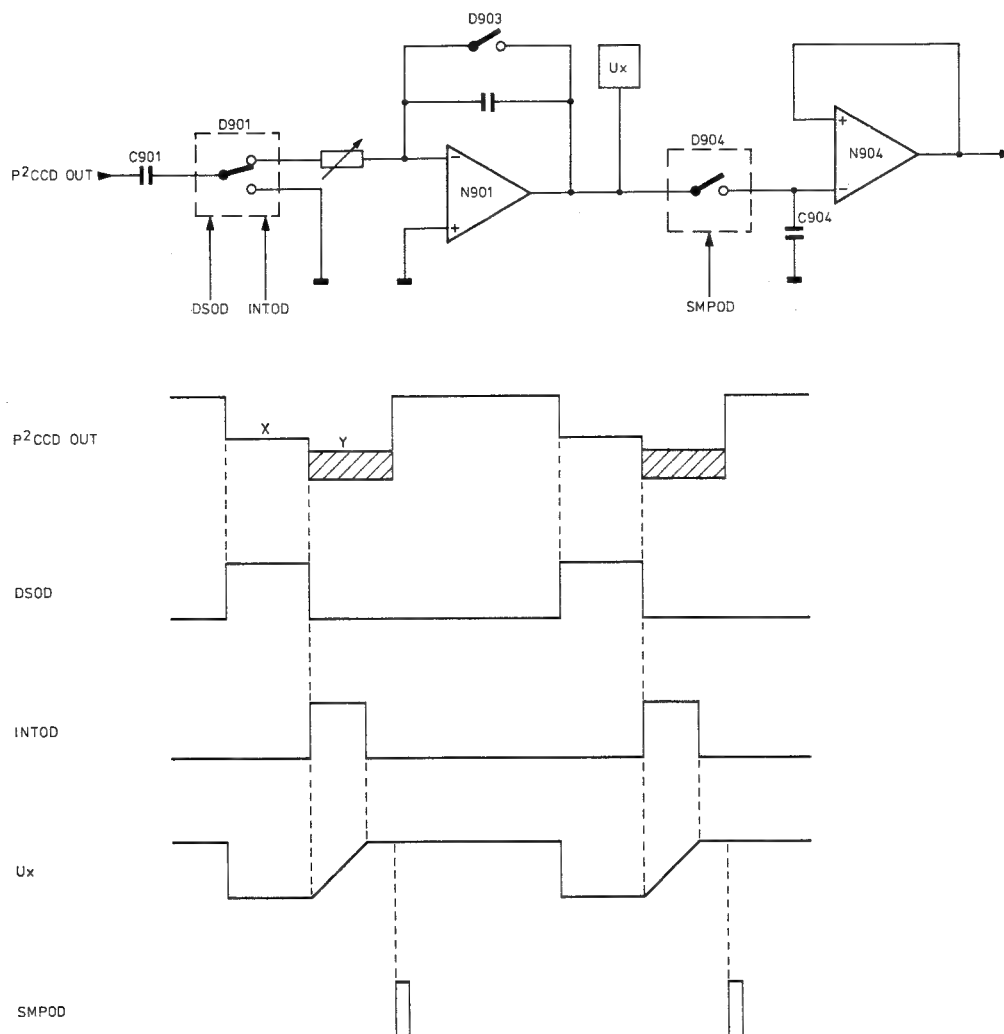 D903
Ux
D901
D904
C901
P²CCD OUT
−
N901
+
+
N904
−
C904
DSOD
INTOD
SMPOD
P²CCD OUT
X
Y
DSOD
INTOD
Ux
SMPOD